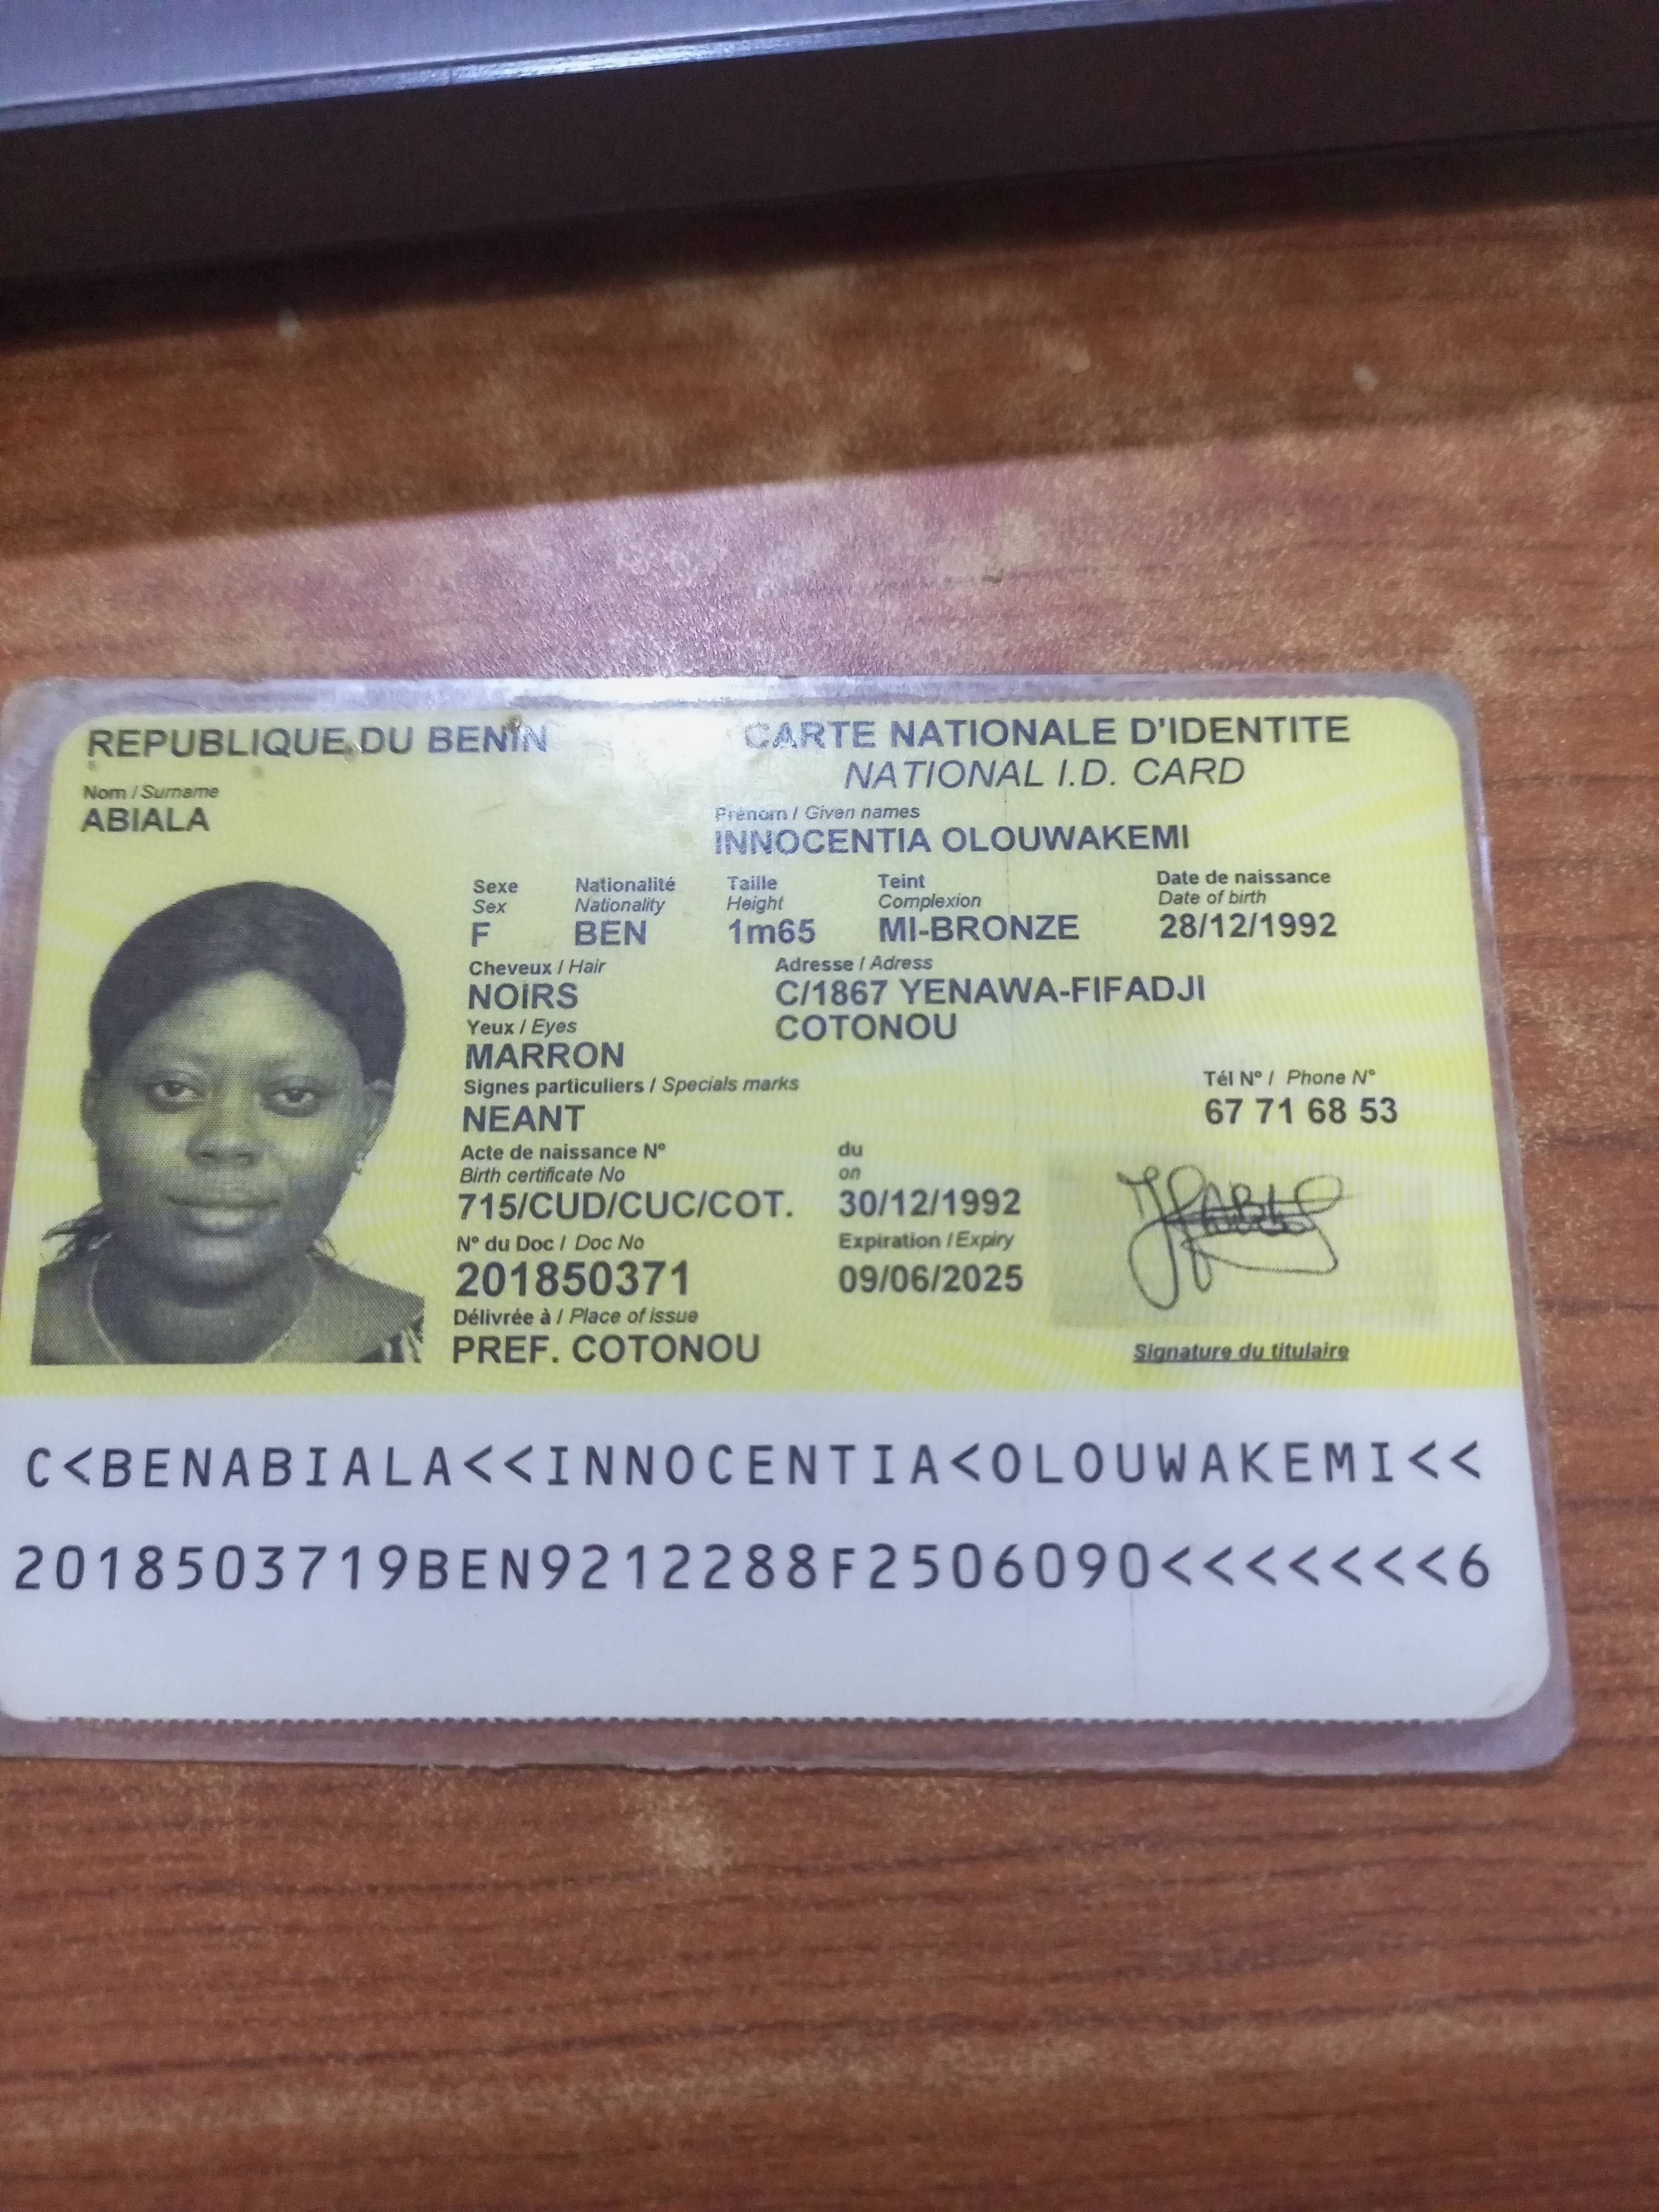 REPUBLIQUE DU BENIN
CARTE NATIONALE D'IDENTITE
NATIONAL I.D. CARD
Nom / Surname
ABIALA
Prénom / Given names
INNOCENTIA OLOUWAKEMI
Sexe Nationalité Taille Teint Date de naissance
Sex Nationality Height Complexion Date of birth
F BEN 1m65 MI-BRONZE 28/12/1992
Cheveux / Hair Adresse / Adress
NOIRS C/1867 YENAWA-FIFADJI
Yeux / Eyes COTONOU
MARRON
Signes particuliers / Specials marks Tél N° / Phone N°
NEANT 67 71 68 53
Acte de naissance N° du
Birth certificate No on
715/CUD/CUC/COT. 30/12/1992
N° du Doc / Doc No Expiration / Expiry
201850371 09/06/2025
Délivrée à / Place of issue
PREF. COTONOU Signature du titulaire
C<BENABIALA<<INNOCENTIA<OLOUWAKEMI<<
2018503719BEN9212288F2506090<<<<<<<6